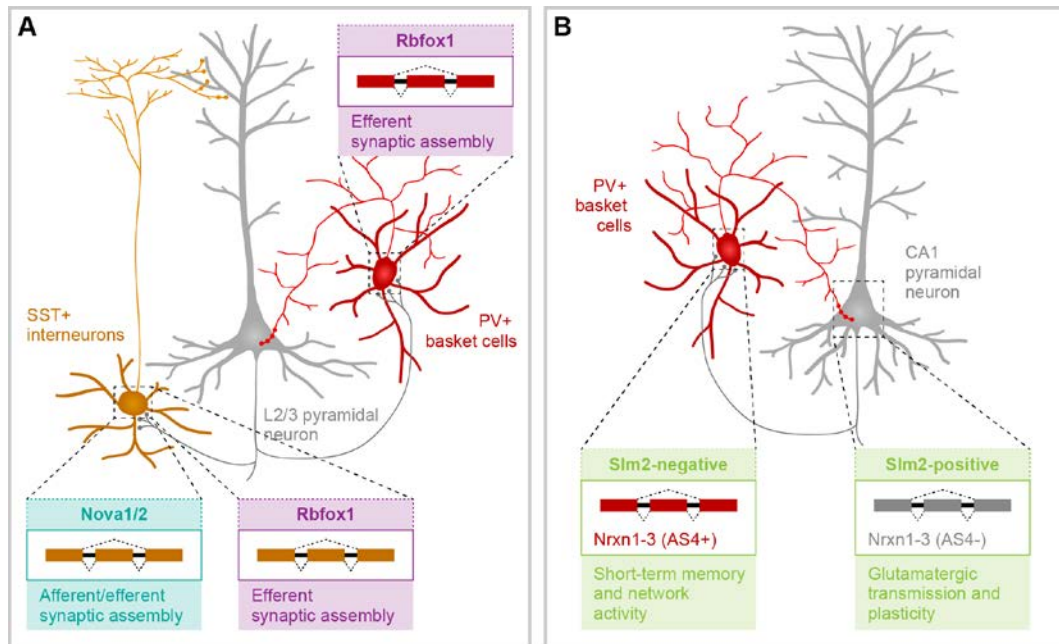 A
Rbfox1
Efferent
synaptic assembly
SST+
interneurons
PV+
basket cells
L2/3 pyramidal
neuron
Nova1/2
Afferent/efferent
synaptic assembly
Rbfox1
Efferent
synaptic assembly
B
PV+
basket
cells
CA1
pyramidal
neuron
Slm2-negative
Nrxn1-3 (AS4+)
Short-term memory
and network
activity
Slm2-positive
Nrxn1-3 (AS4-)
Glutamatergic
transmission and
plasticity